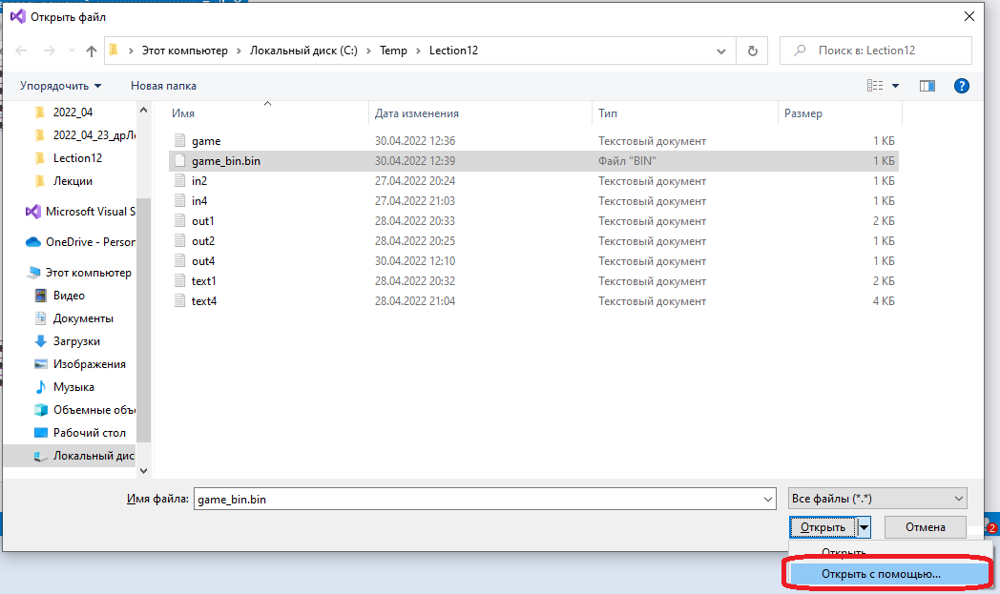 Открыть файл
Этот компьютер › Локальный диск (C:) › Temp › Lection12
Поиск в: Lection12
Упорядочить
Новая папка
2022_04
2022_04_23_дрЛ
Lection12
Лекции
Microsoft Visual S
OneDrive - Person
Этот компьютер
Видео
Документы
Загрузки
Изображения
Музыка
Объемные объ
Рабочий стол
Локальный дис
Имя Дата изменения Тип Размер
game 30.04.2022 12:36 Текстовый документ 1 КБ
game_bin.bin 30.04.2022 12:39 Файл "BIN" 1 КБ
in2 27.04.2022 20:24 Текстовый документ 1 КБ
in4 27.04.2022 21:03 Текстовый документ 1 КБ
out1 28.04.2022 20:33 Текстовый документ 2 КБ
out2 28.04.2022 20:25 Текстовый документ 1 КБ
out4 30.04.2022 12:10 Текстовый документ 1 КБ
text1 28.04.2022 20:32 Текстовый документ 2 КБ
text4 28.04.2022 21:04 Текстовый документ 4 КБ
Имя файла: game_bin.bin
Все файлы (*.*)
Открыть
Отмена
2
Открыть
Открыть с помощью...